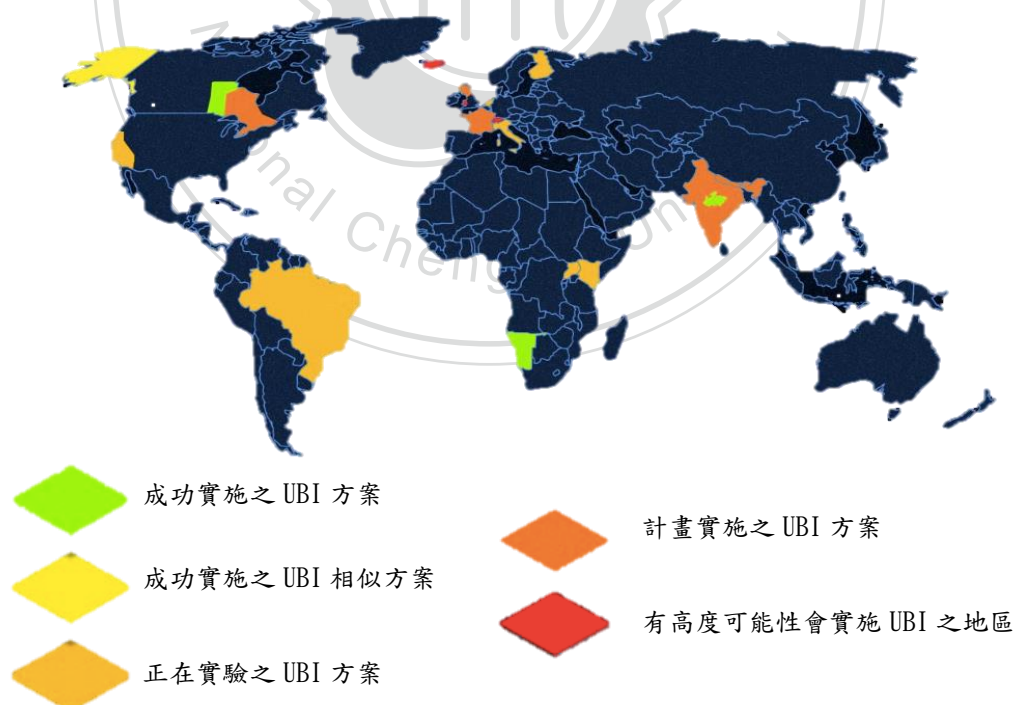 onal Cheng
成功實施之 UBI 方案
計畫實施之 UBI 方案
成功實施之 UBI 相似方案
有高度可能性會實施 UBI 之地區
正在實驗之 UBI 方案